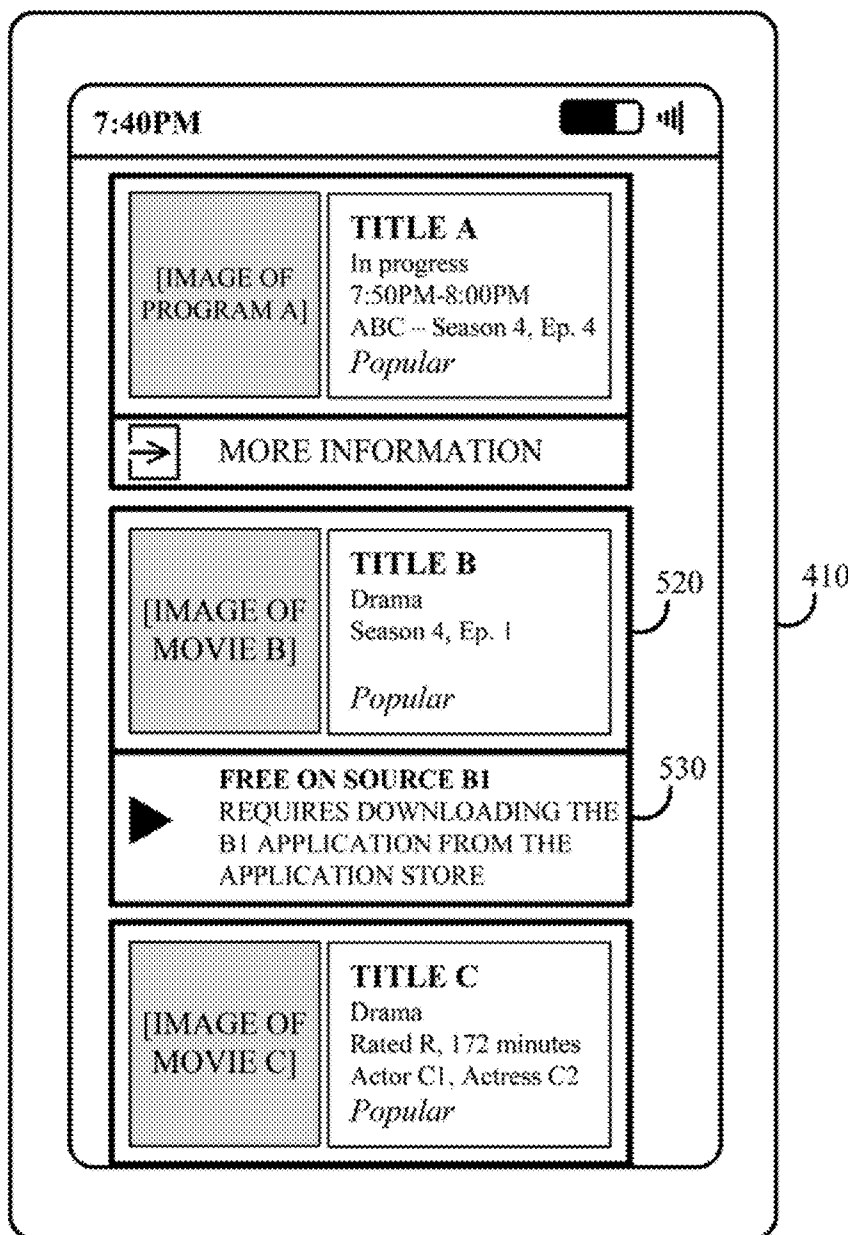 7:40PM
[IMAGE OF
PROGRAM A]
TITLE A
In progress
7:50PM-8:00PM
ABC – Season 4, Ep. 4
Popular
MORE INFORMATION
[IMAGE OF
MOVIE B]
TITLE B
Drama
Season 4, Ep. 1
Popular
520
410
FREE ON SOURCE B1
REQUIRES DOWNLOADING THE
B1 APPLICATION FROM THE
APPLICATION STORE
530
[IMAGE OF
MOVIE C]
TITLE C
Drama
Rated R, 172 minutes
Actor C1, Actress C2
Popular